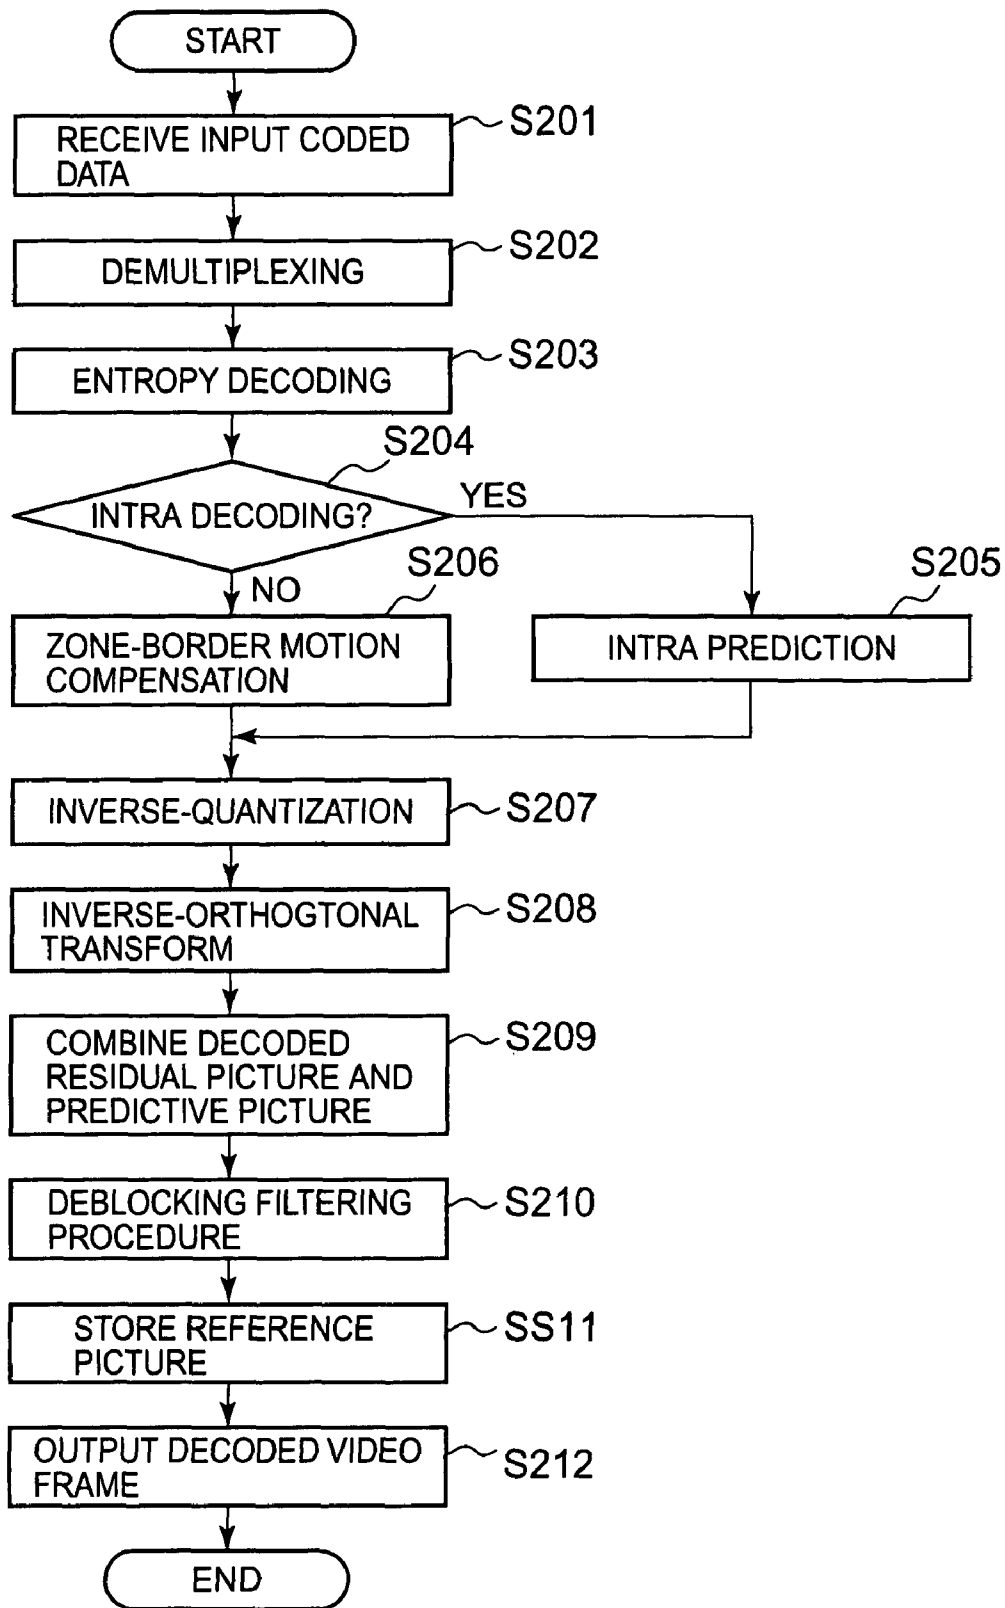 START
RECEIVE INPUT CODED
DATA
S201
DEMULTIPLEXING
S202
ENTROPY DECODING
S203
S204
INTRA DECODING?
YES
NO
S206
ZONE-BORDER MOTION
COMPENSATION
S205
INTRA PREDICTION
INVERSE-QUANTIZATION
S207
INVERSE-ORTHOGTONAL
TRANSFORM
S208
COMBINE DECODED
RESIDUAL PICTURE AND
PREDICTIVE PICTURE
S209
DEBLOCKING FILTERING
PROCEDURE
S210
STORE REFERENCE
PICTURE
SS11
OUTPUT DECODED VIDEO
FRAME
S212
END